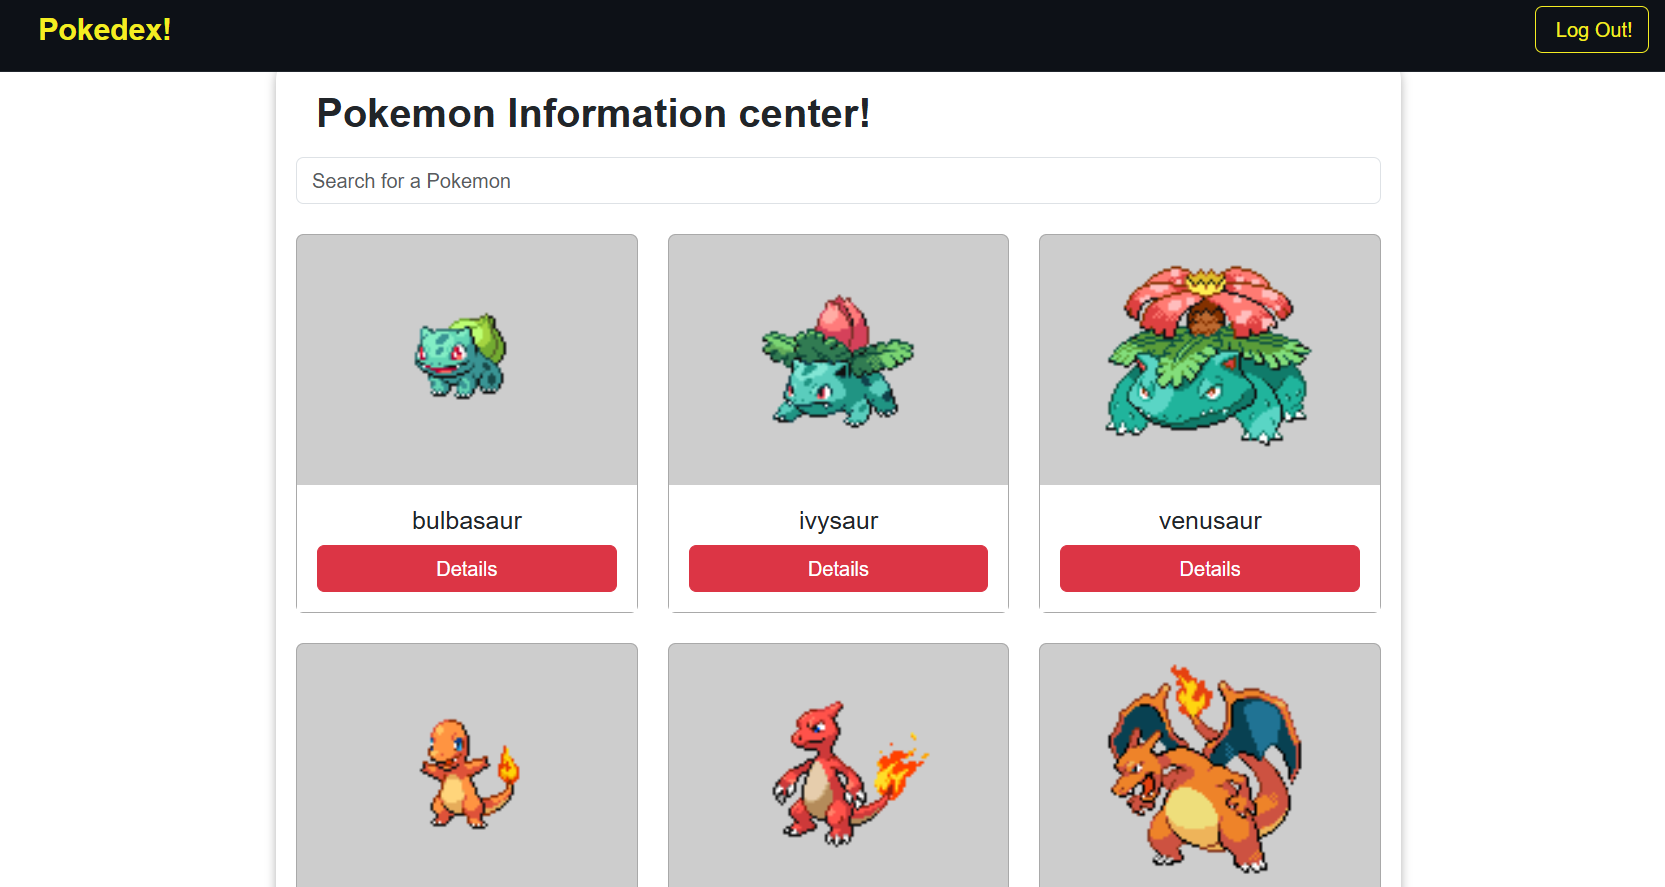 Pokedex!
Log Out!
Pokemon Information center!
Search for a Pokemon
bulbasaur
ivysaur
venusaur
Details
Details
Details